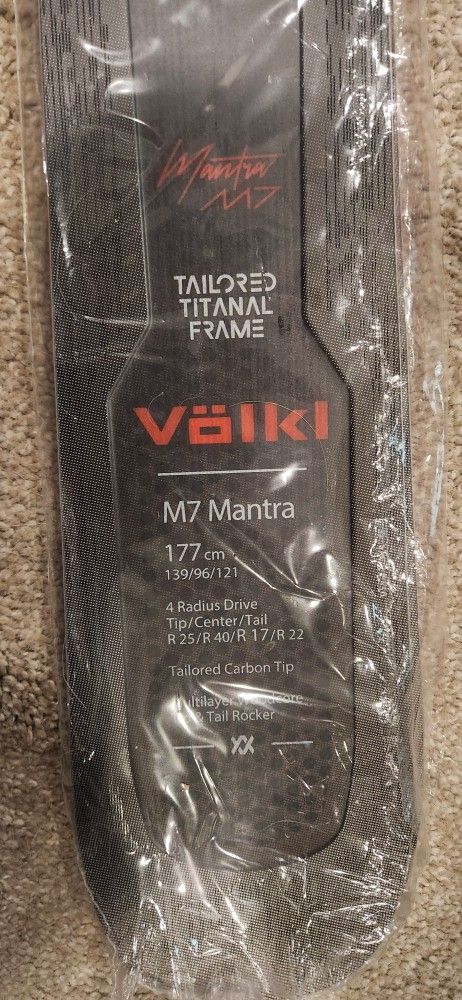 Mantra
M7
TAILORED
TITANAL
FRAME
Völkl
M7 Mantra
177 cm
139/96/121
4 Radius Drive
Tip/Center/Tail
R 25/R 40/R 17/R 22
Tailored Carbon Tip
& Tail Rocker